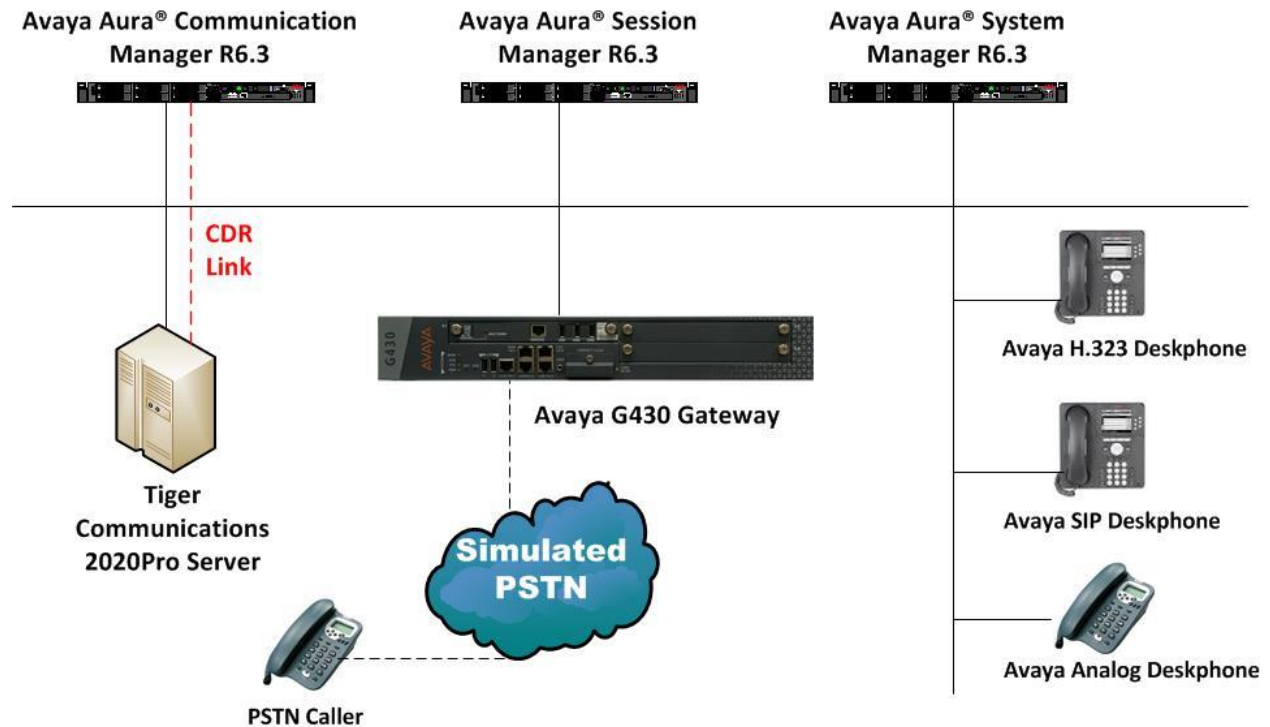 Avaya Aura® Communication
Manager R6.3
Avaya Aura® Session
Manager R6.3
Avaya Aura® System
Manager R6.3
CDR
Link
Avaya H.323 Deskphone
G430
AVAYA
Avaya G430 Gateway
Tiger
Communications
2020Pro Server
Simulated
PSTN
Avaya SIP Deskphone
Avaya Analog Deskphone
PSTN Caller